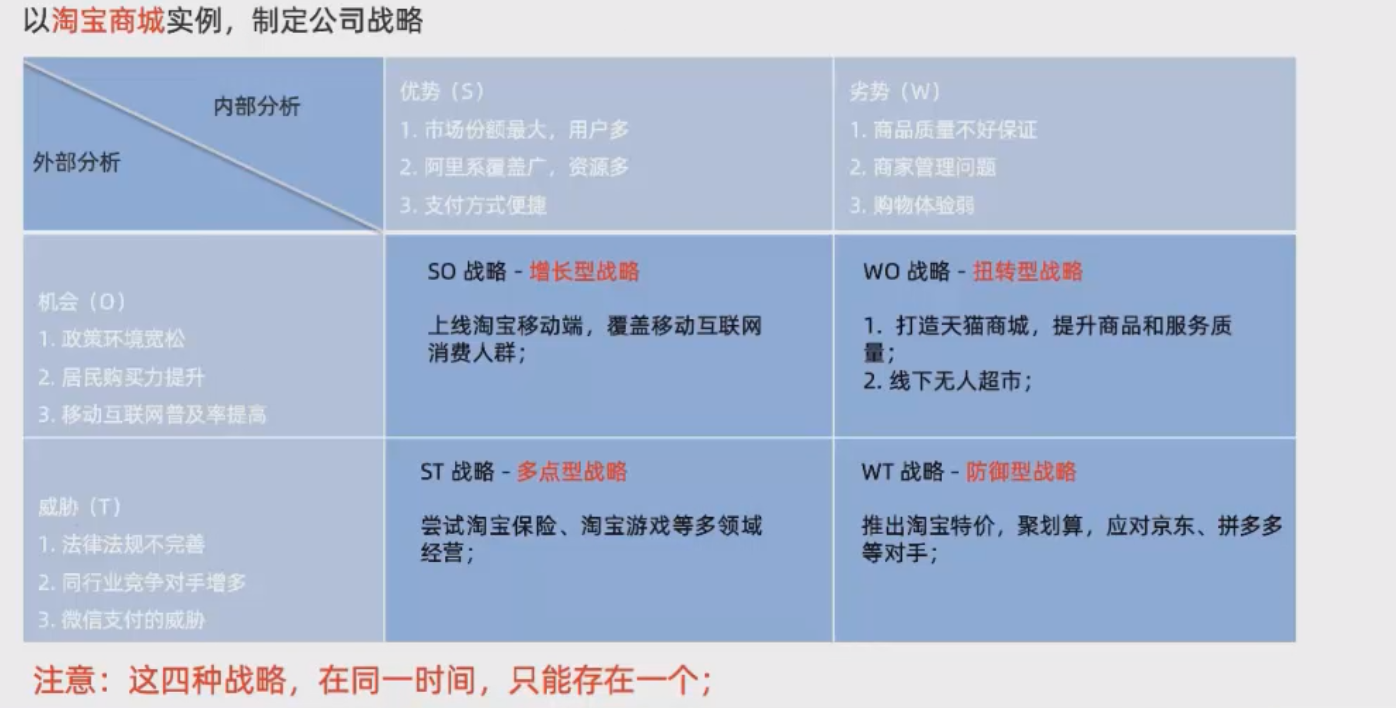 以淘宝商城实例，制定公司战略
内部分析
外部分析
优势（S）
1. 市场份额最大，用户多
2. 阿里系覆盖广，资源多
3. 支付方式便捷
劣势（W）
1. 商品质量不好保证
2. 商家管理问题
3. 购物体验弱
机会（O）
1. 政策环境宽松
2. 居民购买力提升
3. 移动互联网普及率提高
SO 战略 - 增长型战略
上线淘宝移动端，覆盖移动互联网
消费人群；
WO 战略 - 扭转型战略
1. 打造天猫商城，提升商品和服务质
量；
2. 线下无人超市；
威胁（T）
1. 法律法规不完善
2. 同行业竞争对手增多
3. 微信支付的威胁
ST 战略 - 多点型战略
尝试淘宝保险、淘宝游戏等多领域
经营；
WT 战略 - 防御型战略
推出淘宝特价，聚划算，应对京东、拼多多
等对手；
注意：这四种战略，在同一时间，只能存在一个；